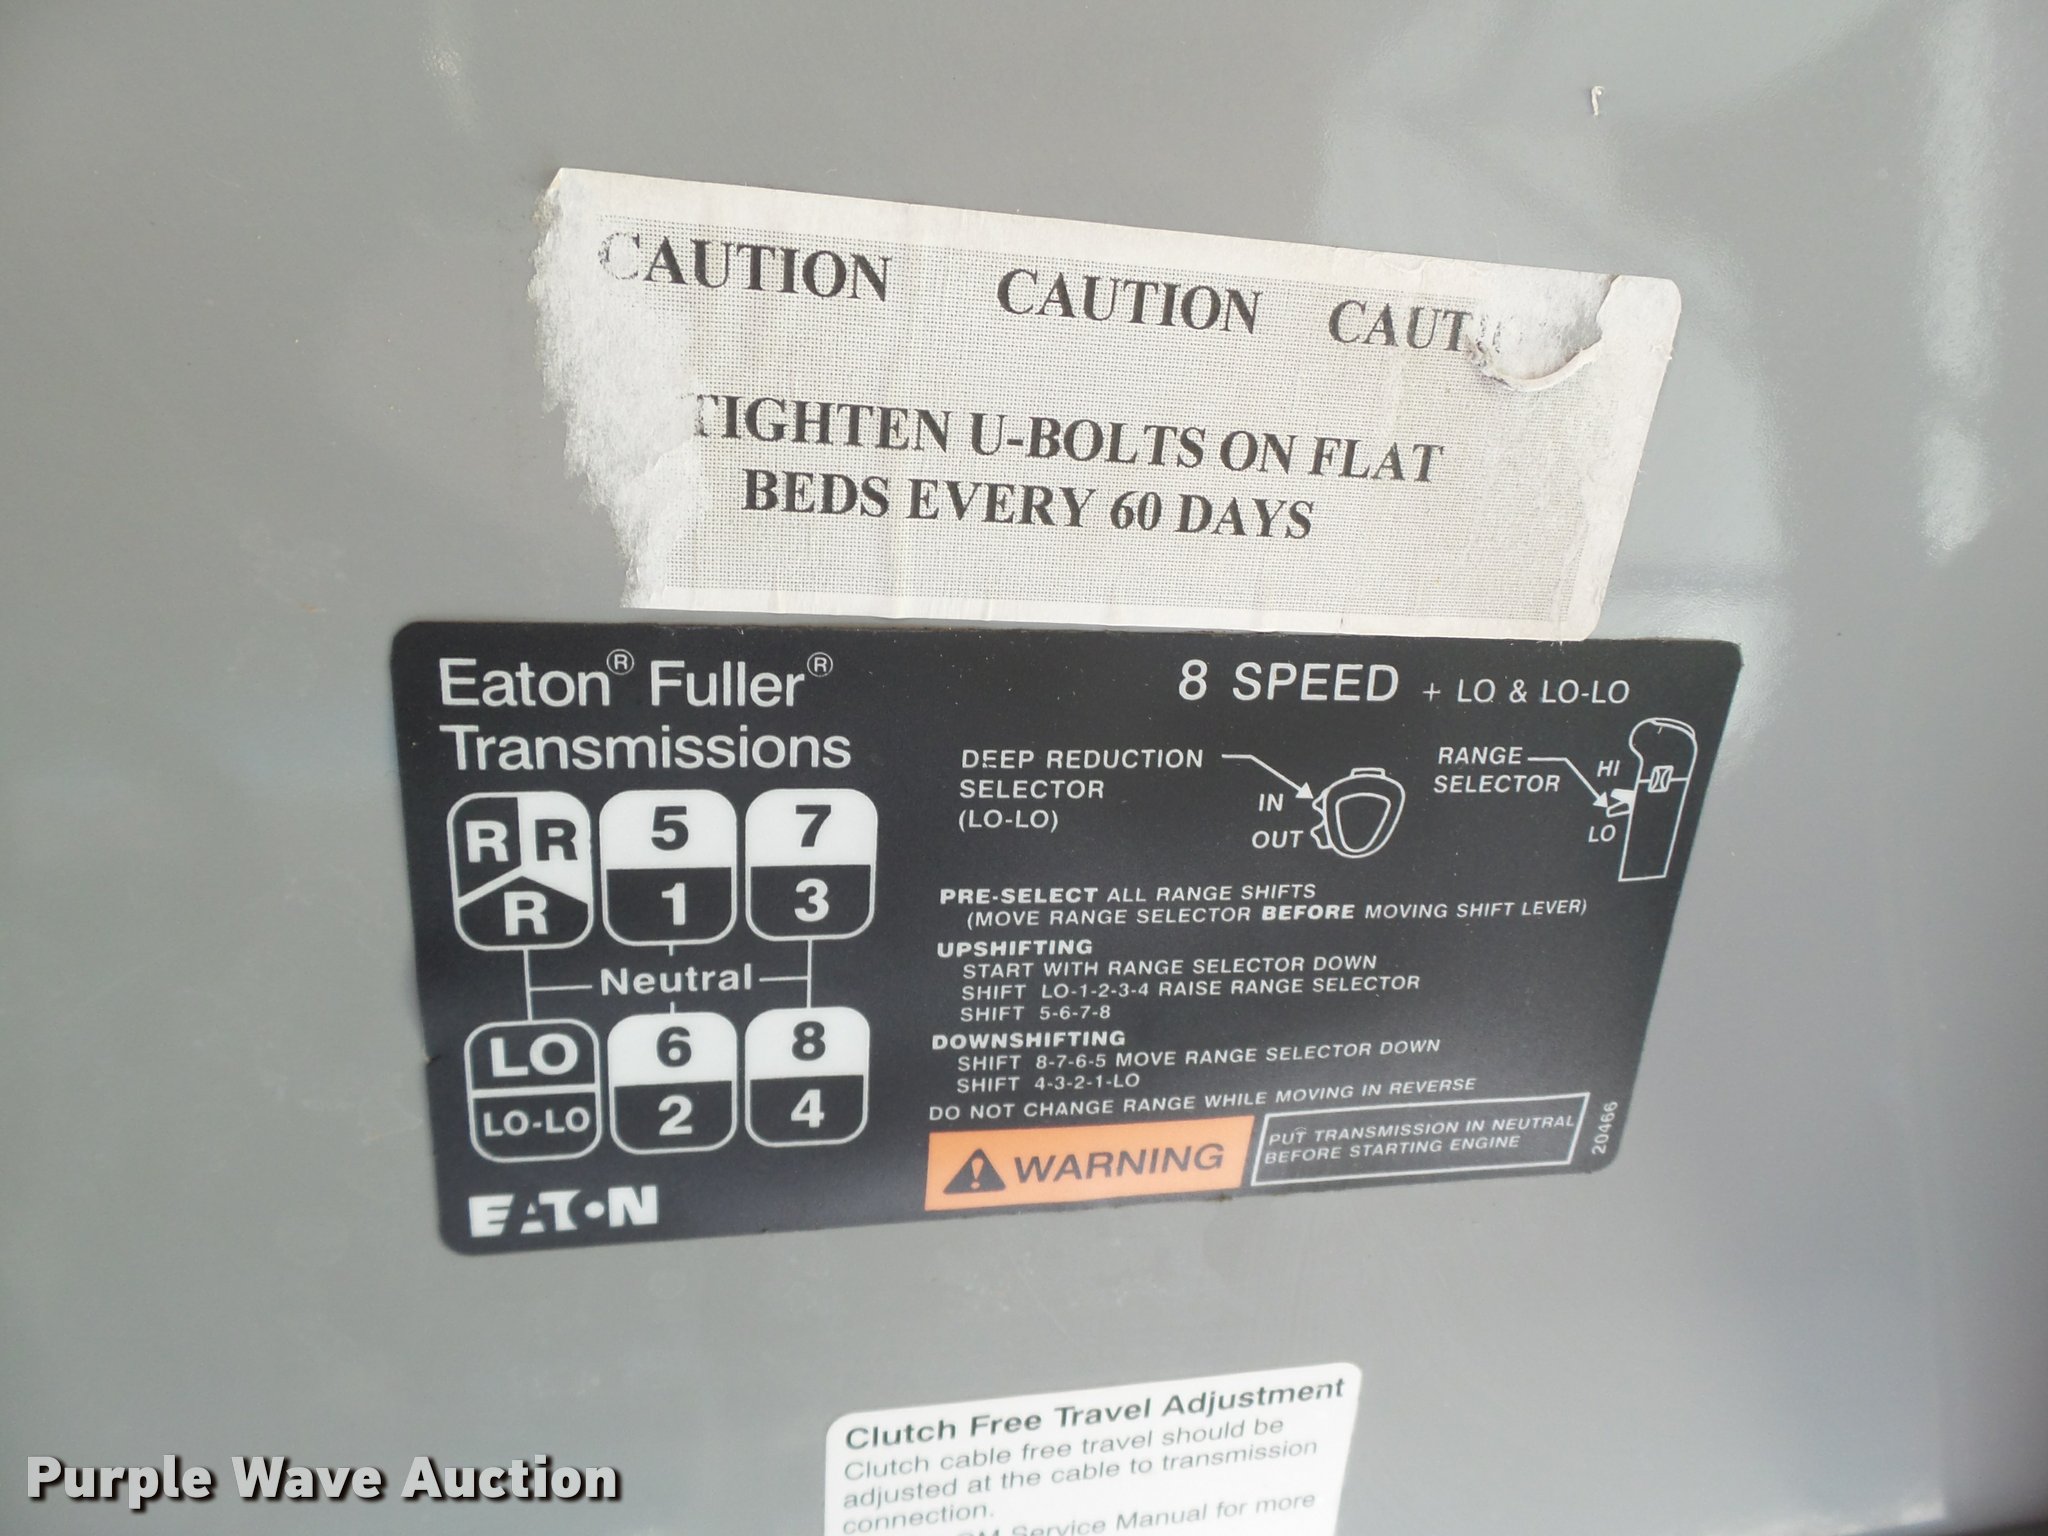 CAUTION CAUTION CAUTIO
TIGHTEN U-BOLTS ON FLAT
BEDS EVERY 60 DAYS
Eaton® Fuller®
Transmissions
8 SPEED + LO & LO-LO
DEEP REDUCTION
SELECTOR
(LO-LO)
IN
OUT
RANGE
SELECTOR
HI
LO
R R 5 7
R 1 3
Neutral
LO 6 8
LO-LO 2 4
EATON
PRE-SELECT ALL RANGE SHIFTS
(MOVE RANGE SELECTOR BEFORE MOVING SHIFT LEVER)
UPSHIFTING
START WITH RANGE SELECTOR DOWN
SHIFT LO-1-2-3-4 RAISE RANGE SELECTOR
SHIFT 5-6-7-8
DOWNSHIFTING
SHIFT 8-7-6-5 MOVE RANGE SELECTOR DOWN
SHIFT 4-3-2-1-LO
DO NOT CHANGE RANGE WHILE MOVING IN REVERSE
WARNING
PUT TRANSMISSION IN NEUTRAL
BEFORE STARTING ENGINE
20466
Clutch Free Travel Adjustment
Clutch cable free travel should be
adjusted at the cable to transmission
connection.
Service Manual for more
Purple Wave Auction